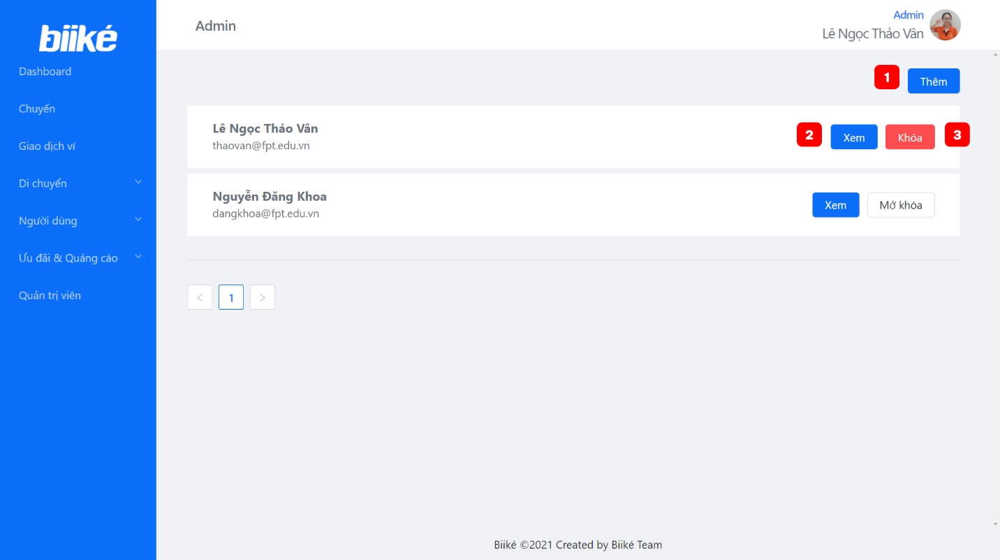 biiké
Admin
Admin
Lê Ngọc Thảo Vân
Dashboard
Chuyến
Giao dịch ví
Di chuyển
Người dùng
Ưu đãi & Quảng cáo
Quản trị viên
1
Thêm
Lê Ngọc Thảo Vân
thaovan@fpt.edu.vn
2
Xem
Khóa
3
Nguyễn Đăng Khoa
dangkhoa@fpt.edu.vn
Xem
Mở khóa
< 1 >
Biiké ©2021 Created by Biiké Team